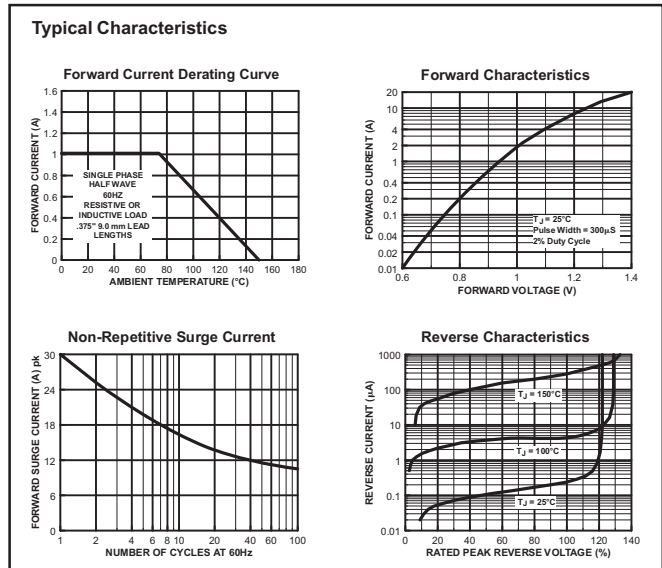 Typical Characteristics
Forward Current Derating Curve
FORWARD CURRENT (A)
1.6
1.4
1.2
1
0.8
0.6
0.4
0.2
0
SINGLE PHASE
HALF WAVE
60HZ
RESISTIVE OR
INDUCTIVE LOAD
.375" 9.0 mm LEAD
LENGTHS
0 20 40 60 80 100 120 140 160 180
AMBIENT TEMPERATURE (°C)
Forward Characteristics
FORWARD CURRENT (A)
20
10
4
2
1
0.4
0.2
0.1
0.04
0.02
0.01
TJ = 25°C
Pulse Width = 300μS
2% Duty Cycle
0.6 0.8 1 1.2 1.4
FORWARD VOLTAGE (V)
Non-Repetitive Surge Current
FORWARD SURGE CURRENT (A) pk
30
24
18
12
6
0
1 2 4 6 8 10 20 40 60 100
NUMBER OF CYCLES AT 60Hz
Reverse Characteristics
REVERSE CURRENT (μA)
1000
100
10
1
0.1
0.01
TJ = 150°C
TJ = 100°C
TJ = 25°C
0 20 40 60 80 100 120 140
RATED PEAK REVERSE VOLTAGE (%)